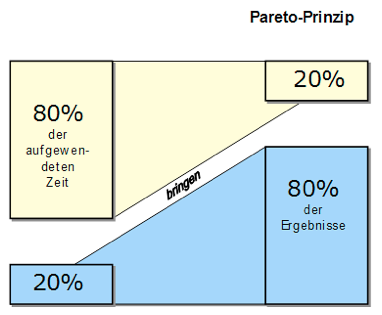 Pareto-Prinzip
80%
der
aufgewen-
deten
Zeit
20%
bringen
20%
80%
der
Ergebnisse